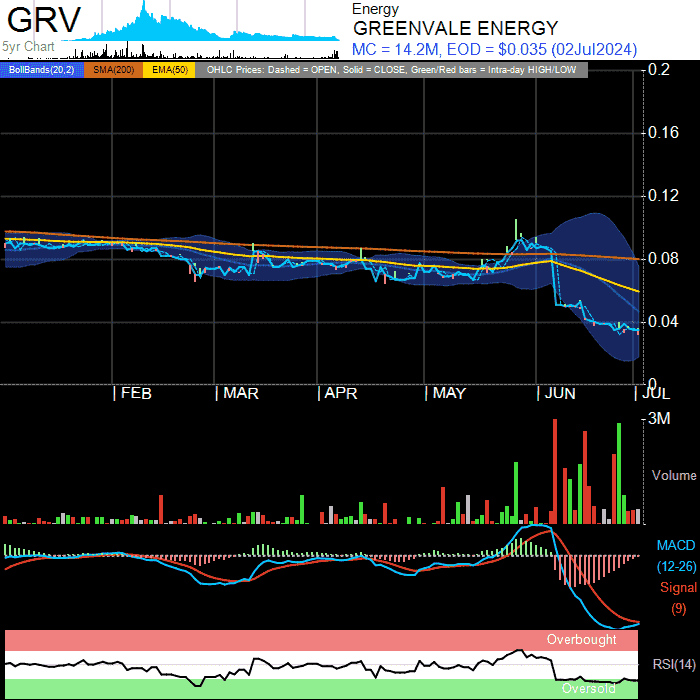 GRV
5yr Chart
Energy
GREENVALE ENERGY
MC = 14.2M, EOD = $0.035 (02Jul2024)
BollBands(20,2) SMA(200) EMA(50) OHLC Prices: Dashed = OPEN, Solid = CLOSE, Green/Red bars = Intra-day HIGH/LOW
0.2
0.16
0.12
0.08
0.04
0
FEB MAR APR MAY JUN JUL
3M
Volume
MACD
(12-26)
Signal
(9)
Overbought
RSI(14)
Oversold